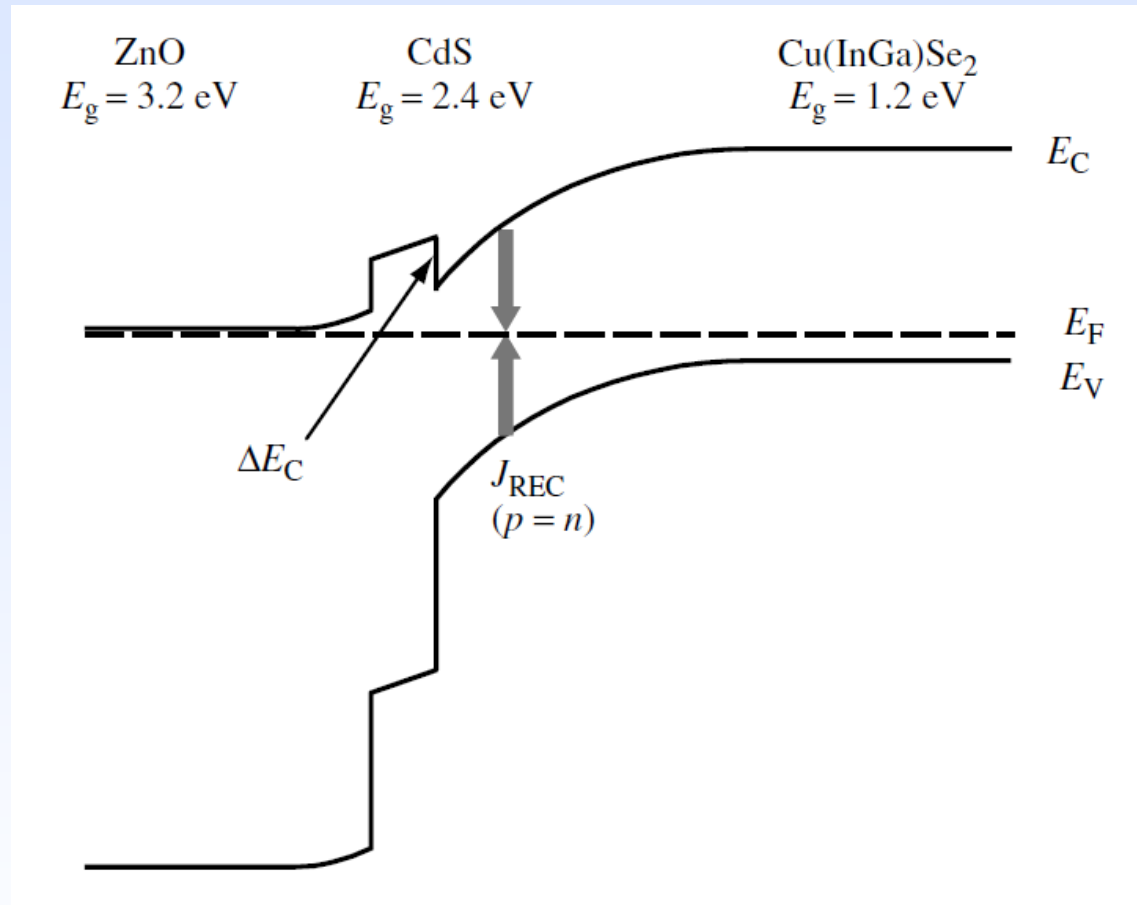 ZnO
E_g = 3.2 eV
CdS
E_g = 2.4 eV
Cu(InGa)Se₂
E_g = 1.2 eV
E_C
E_F
E_V
ΔE_C
J_REC
(p = n)